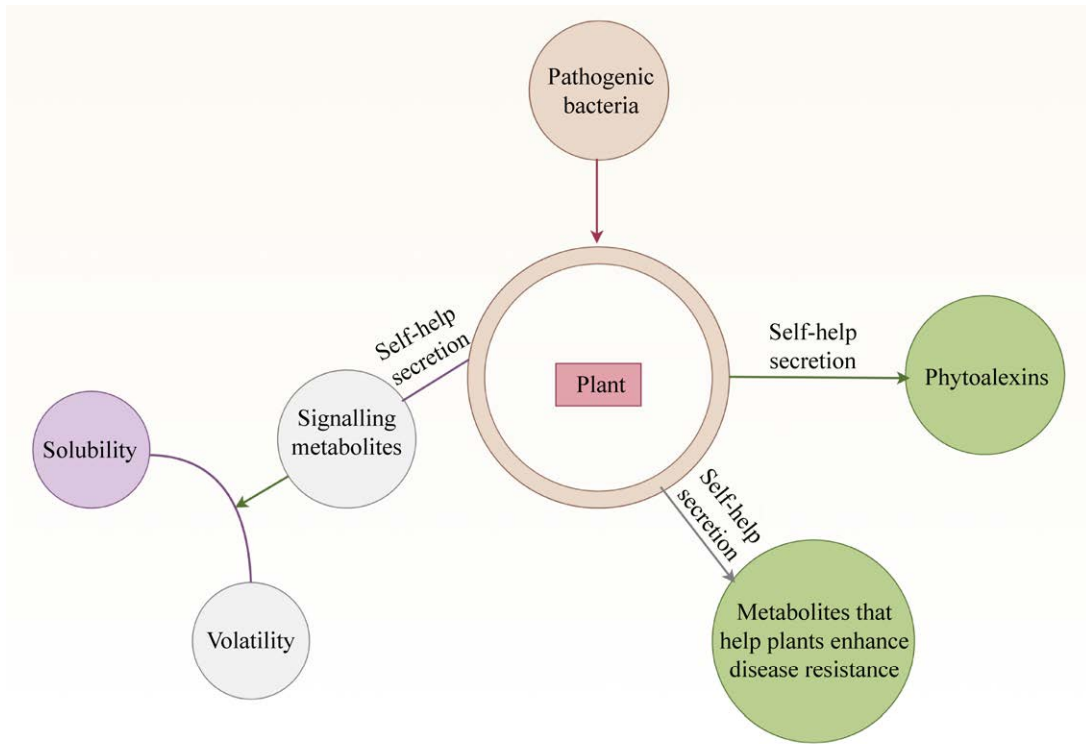 Pathogenic
bacteria
Self-help
secretion
Self-help
secretion
Plant
Phytoalexins
Signalling
metabolites
Solubility
Self-help
secretion
Volatility
Metabolites that
help plants enhance
disease resistance